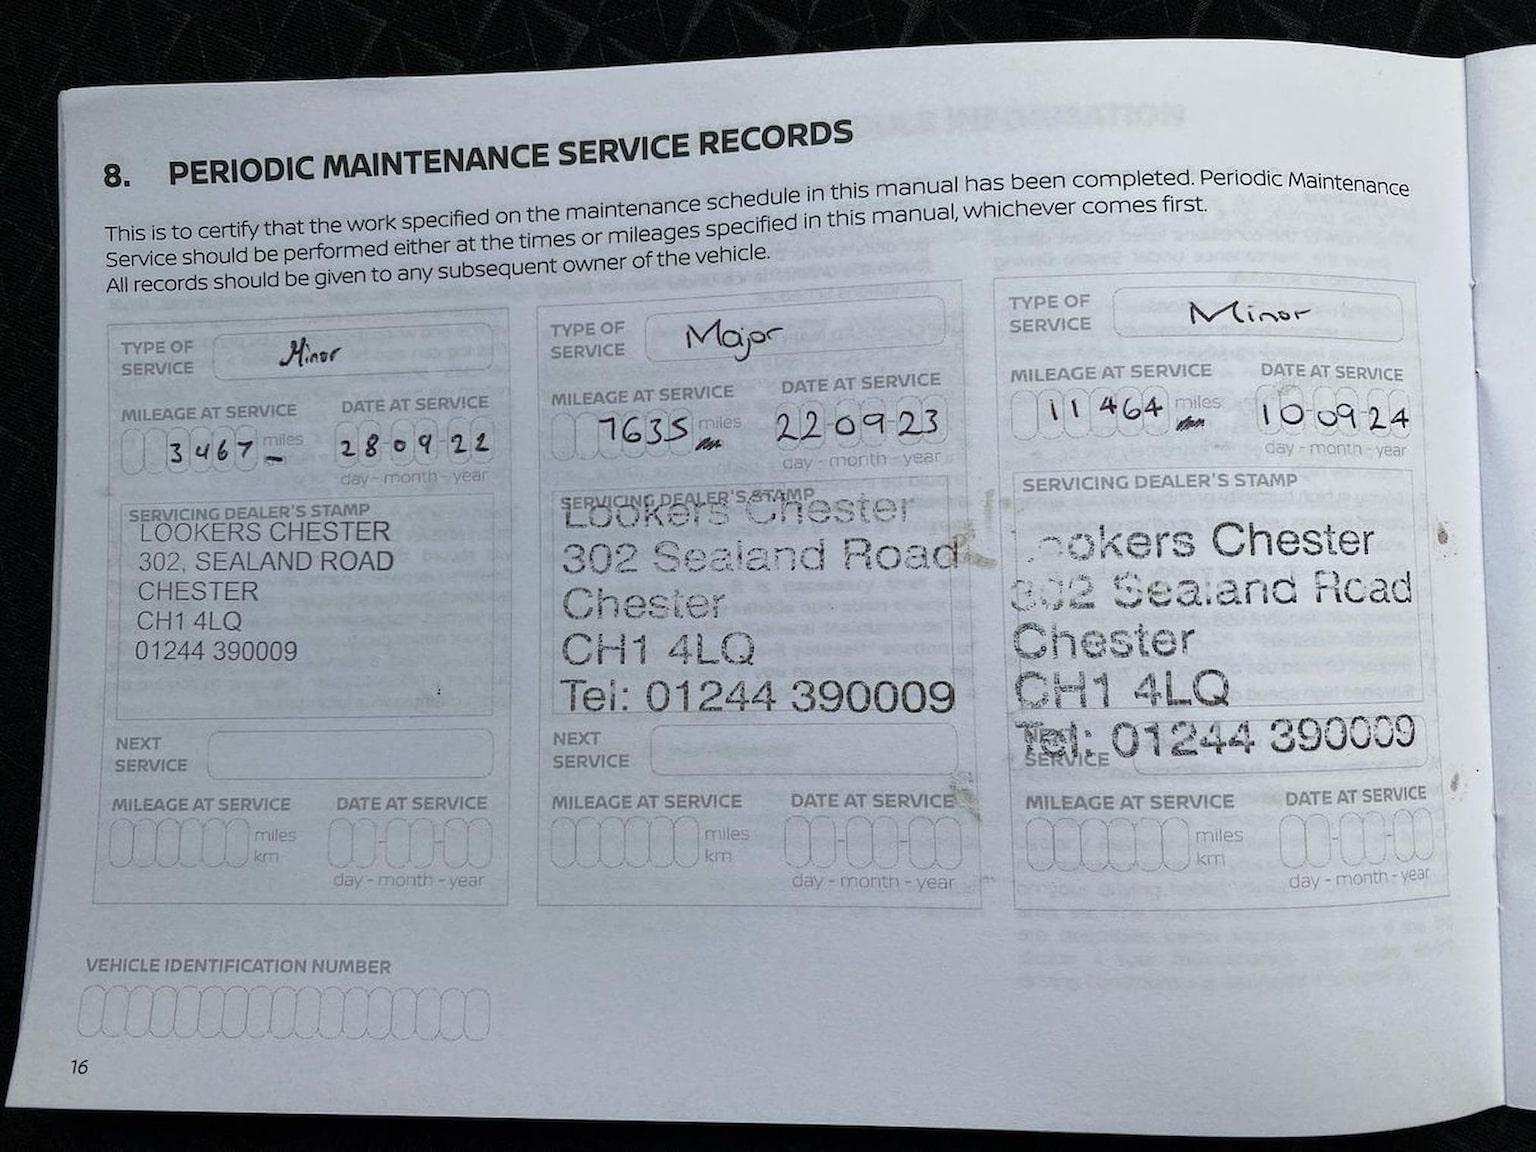 8. PERIODIC MAINTENANCE SERVICE RECORDS
This is to certify that the work specified on the maintenance schedule in this manual has been completed. Periodic Maintenance
Service should be performed either at the times or mileages specified in this manual, whichever comes first.
All records should be given to any subsequent owner of the vehicle.
TYPE OF
SERVICE
Minor
MILEAGE AT SERVICE
DATE AT SERVICE
3467 miles
28-09-22
day - month - year
SERVICING DEALER'S STAMP
LOOKERS CHESTER
302, SEALAND ROAD
CHESTER
CH1 4LQ
01244 390009
NEXT
SERVICE
MILEAGE AT SERVICE
DATE AT SERVICE
miles
km
day - month - year
TYPE OF
SERVICE
Major
MILEAGE AT SERVICE
DATE AT SERVICE
7635 miles
22-09-23
day - month - year
SERVICING DEALER'S STAMP
Lookers Chester
302 Sealand Road
Chester
CH1 4LQ
Tel: 01244 390009
NEXT
SERVICE
MILEAGE AT SERVICE
DATE AT SERVICE
miles
km
day - month - year
TYPE OF
SERVICE
Minor
MILEAGE AT SERVICE
DATE AT SERVICE
11464 miles
10-09-24
day - month - year
SERVICING DEALER'S STAMP
Lookers Chester
302 Sealand Road
Chester
CH1 4LQ
Tel: 01244 390009
NEXT
SERVICE
MILEAGE AT SERVICE
DATE AT SERVICE
miles
km
day - month - year
VEHICLE IDENTIFICATION NUMBER
16